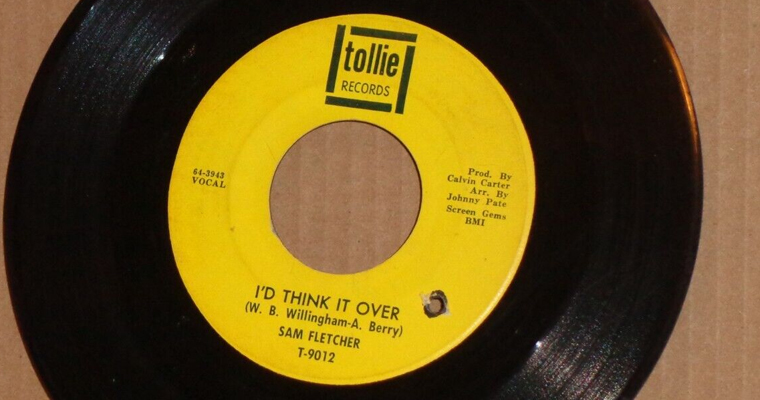 tollie
RECORDS
64-3943
VOCAL
Prod. By
Calvin Carter
Arr. By
Johnny Pate
Screen Gems
BMI
I'D THINK IT OVER
(W. B. Willingham-A. Berry)
SAM FLETCHER
T-9012